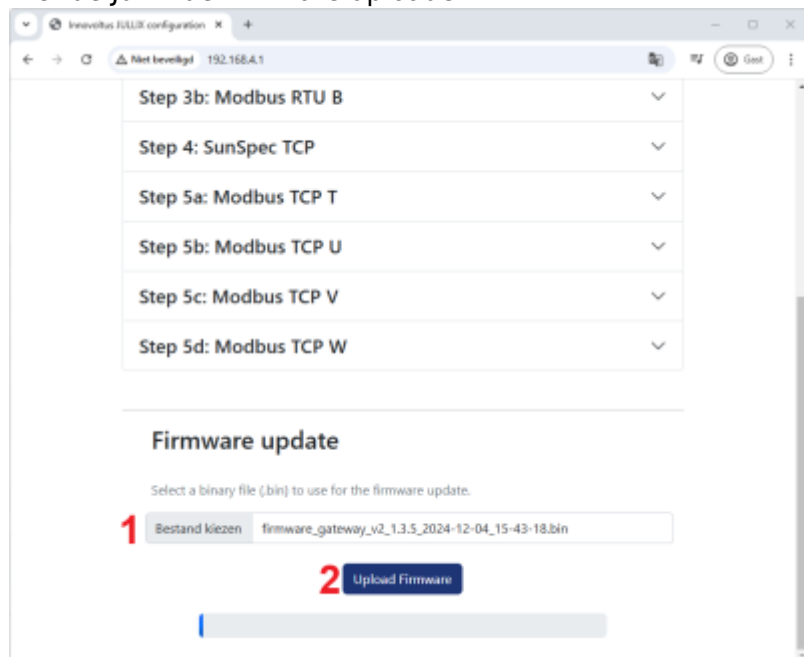 Innovoltus JULLIX configuration
Niet beveiligd 192.168.4.1
Gast
Step 3b: Modbus RTU B
Step 4: SunSpec TCP
Step 5a: Modbus TCP T
Step 5b: Modbus TCP U
Step 5c: Modbus TCP V
Step 5d: Modbus TCP W
Firmware update
Select a binary file (.bin) to use for the firmware update.
1 Bestand kiezen firmware_gateway_v2_1.3.5_2024-12-04_15-43-18.bin
2 Upload Firmware